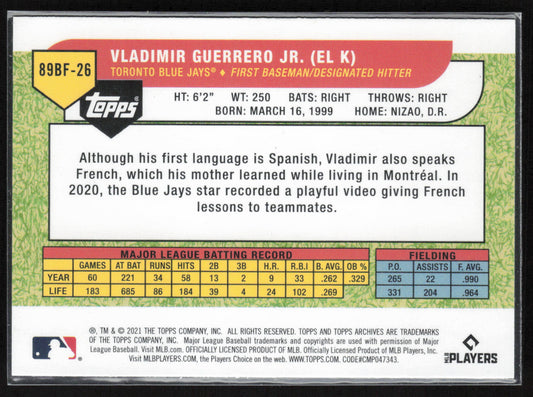 89BF-26
VLADIMIR GUERRERO JR. (EL K)
TORONTO BLUE JAYS® ♦ FIRST BASEMAN/DESIGNATED HITTER
Topps
HT: 6'2" WT: 250 BATS: RIGHT THROWS: RIGHT
BORN: MARCH 16, 1999 HOME: NIZAO, D.R.
Although his first language is Spanish, Vladimir also speaks
French, which his mother learned while living in Montréal. In
2020, the Blue Jays star recorded a playful video giving French
lessons to teammates.
MAJOR LEAGUE BATTING RECORD FIELDING
GAMES AT BAT RUNS HITS 2B 3B H.R. R.B.I B. AVG. OB % P.O. ASSISTS F. AVG.
YEAR 60 221 34 58 13 2 9 33 .262 .329 265 22 .990
LIFE 183 685 86 184 39 4 24 102 .269 331 204 .964
®, TM & © 2021 THE TOPPS COMPANY, INC. ALL RIGHTS RESERVED. TOPPS AND TOPPS ARCHIVES ARE TRADEMARKS
OF THE TOPPS COMPANY, INC. Major League Baseball trademarks and copyrights are used with permission of Major
League Baseball. Visit MLB.com. OFFICIALLY LICENSED PRODUCT OF MLB. Officially Licensed Product of MLB Players, Inc. Visit
MLBPLAYERS.COM, the Players Choice on the web. WWW.TOPPS.COM. CODE#CMP047343.
MLB PLAYERS